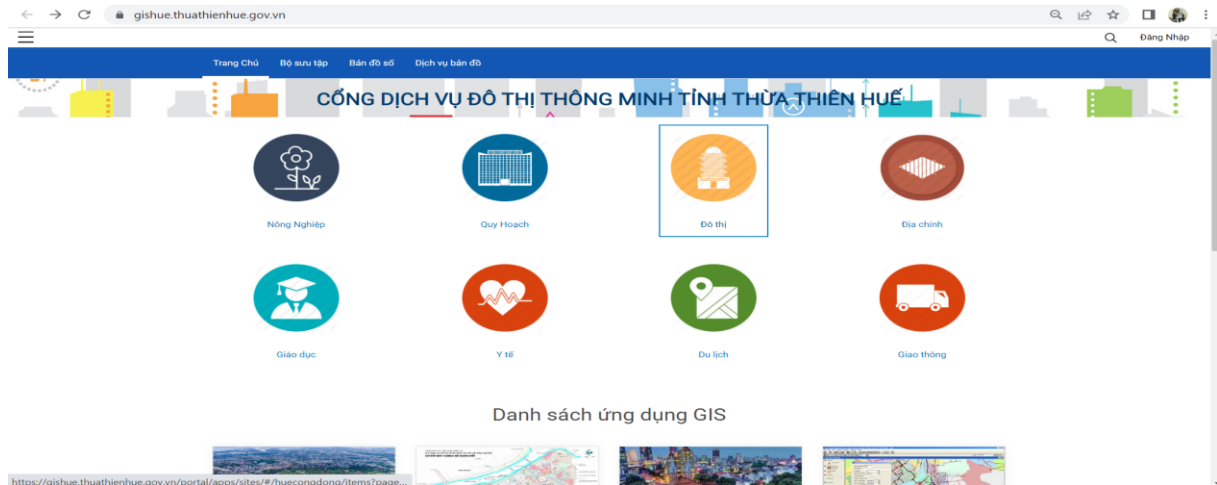 gishue.thuathienhue.gov.vn
Đăng Nhập
Trang Chủ Bộ sưu tập Bản đồ số Dịch vụ bản đồ
CỔNG DỊCH VỤ ĐÔ THỊ THÔNG MINH TỈNH THỪA THIÊN HUẾ
Nông Nghiệp Quy Hoạch Đô thị Địa chính
Giáo dục Y tế Du lịch Giao thông
Danh sách ứng dụng GIS
https://gishue.thuathienhue.gov.vn/portal/apps/sites/#/huecongdong/items?page...